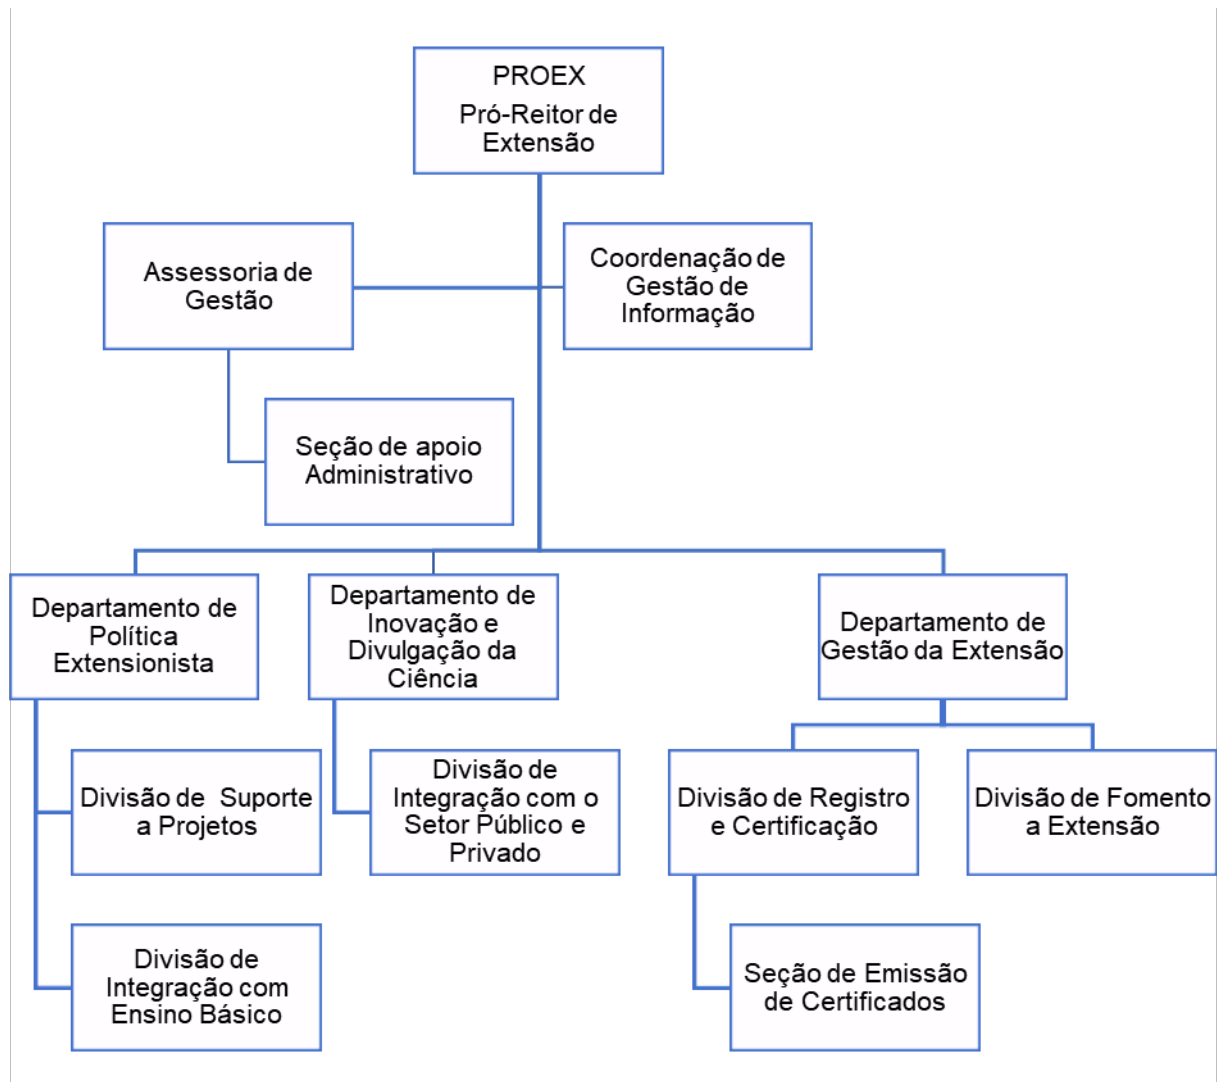 PROEX
Pró-Reitor de
Extensão
Assessoria de
Gestão
Coordenação de
Gestão de
Informação
Seção de apoio
Administrativo
Departamento de
Política
Extensionista
Departamento de
Inovação e
Divulgação da
Ciência
Departamento de
Gestão da Extensão
Divisão de Suporte
a Projetos
Divisão de
Integração com o
Setor Público e
Privado
Divisão de Registro
e Certificação
Divisão de Fomento
a Extensão
Divisão de
Integração com
Ensino Básico
Seção de Emissão
de Certificados